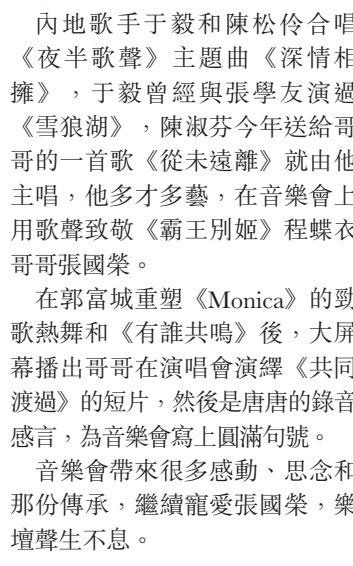 內地歌手于毅和陳松伶合唱
《夜半歌聲》主題曲《深情相
擁》，于毅曾經與張學友演過
《雪狼湖》，陳淑芬今年送給哥
哥的一首歌《從未遠離》就由他
主唱，他多才多藝，在音樂會上
用歌聲致敬《霸王別姬》程蝶衣
哥哥張國榮。
在郭富城重塑《Monica》的勁
歌熱舞和《有誰共鳴》後，大屏
幕播出哥哥在演唱會演繹《共同
渡過》的短片，然後是唐唐的錄音
感言，為音樂會寫上圓滿句號。
音樂會帶來很多感動、思念和
那份傳承，繼續寵愛張國榮，樂
壇聲生不息。